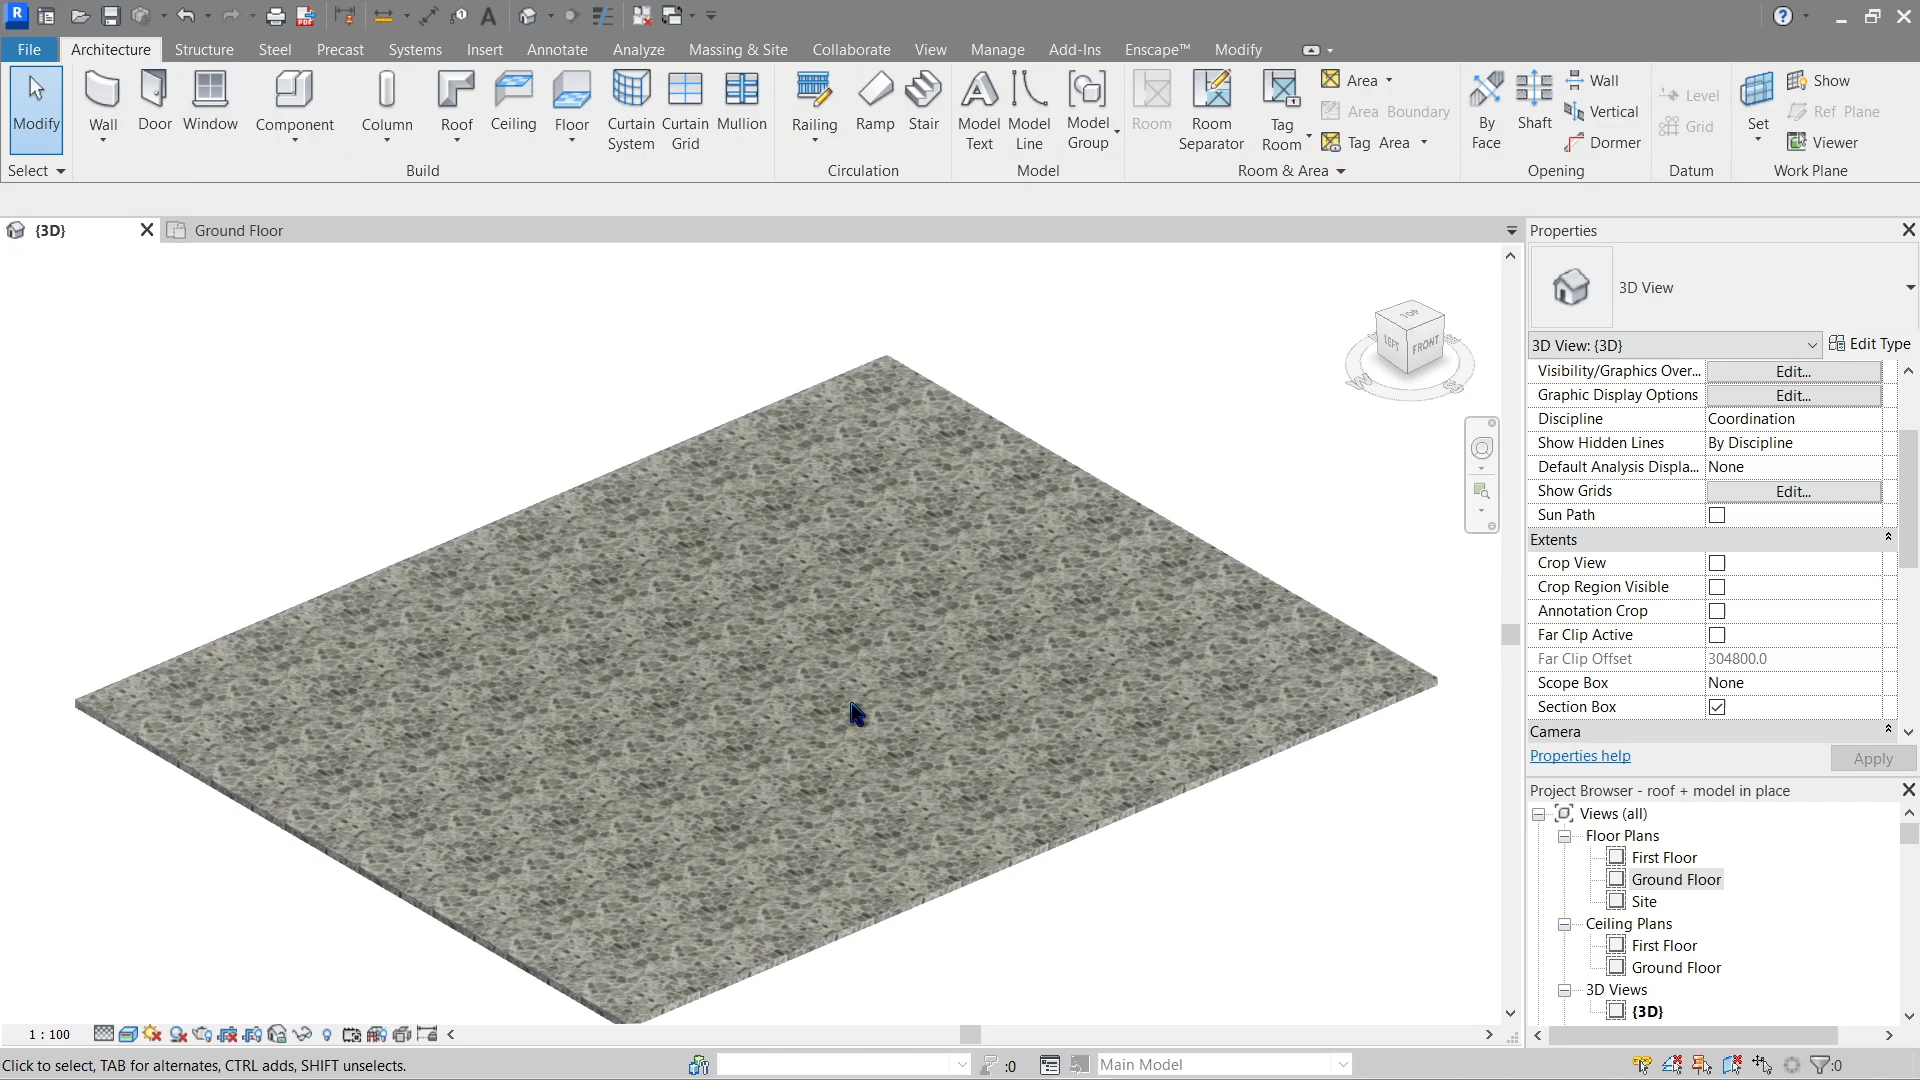 File Architecture Structure Steel Precast Systems Insert Annotate Analyze Massing & Site Collaborate View Manage Add-Ins Enscape™ Modify
Modify Wall Door Window Component Column Roof Ceiling Floor Curtain System Curtain Grid Mullion
Railing Ramp Stair
Model Text Model Line Model Group
Room Room Separator Tag Room Area Area Boundary Tag Area
By Face Shaft Wall Vertical Dormer
Level Grid
Set Show Ref Plane Viewer
Select Build Circulation Model Room & Area Opening Datum Work Plane
{3D} Ground Floor
TOP
LEFT FRONT
W S
Properties
3D View
3D View: {3D} Edit Type
Visibility/Graphics Over... Edit...
Graphic Display Options Edit...
Discipline Coordination
Show Hidden Lines By Discipline
Default Analysis Displa... None
Show Grids Edit...
Sun Path
Extents
Crop View
Crop Region Visible
Annotation Crop
Far Clip Active
Far Clip Offset 304800.0
Scope Box None
Section Box
Camera
Properties help Apply
Project Browser - roof + model in place
Views (all)
Floor Plans
First Floor
Ground Floor
Site
Ceiling Plans
First Floor
Ground Floor
3D Views
{3D}
1 : 100
Click to select, TAB for alternates, CTRL adds, SHIFT unselects. :0 Main Model :0